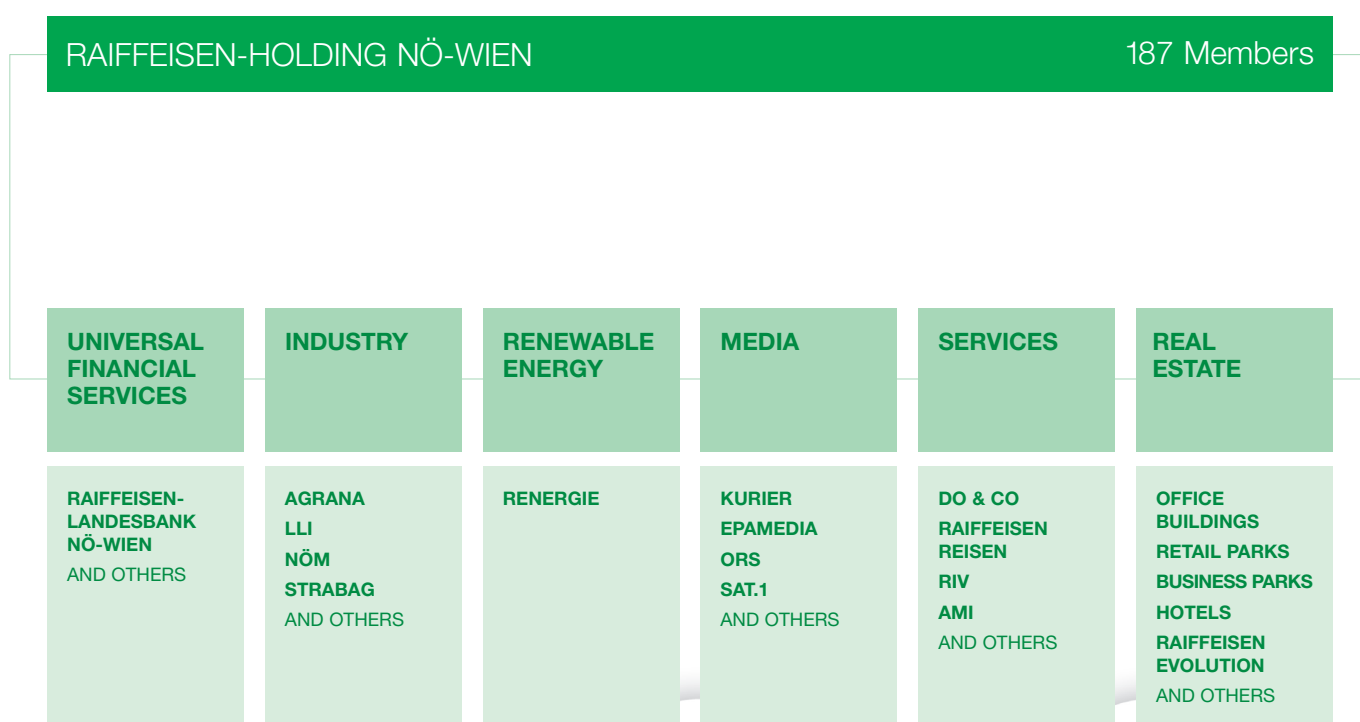 RAIFFEISEN-HOLDING NÖ-WIEN 187 Members
UNIVERSAL
FINANCIAL
SERVICES
RAIFFEISEN-
LANDESBANK
NÖ-WIEN
AND OTHERS
INDUSTRY
AGRANA
LLI
NÖM
STRABAG
AND OTHERS
RENEWABLE
ENERGY
RENERGIE
MEDIA
KURIER
EPAMEDIA
ORS
SAT.1
AND OTHERS
SERVICES
DO & CO
RAIFFEISEN
REISEN
RIV
AMI
AND OTHERS
REAL
ESTATE
OFFICE
BUILDINGS
RETAIL PARKS
BUSINESS PARKS
HOTELS
RAIFFEISEN
EVOLUTION
AND OTHERS